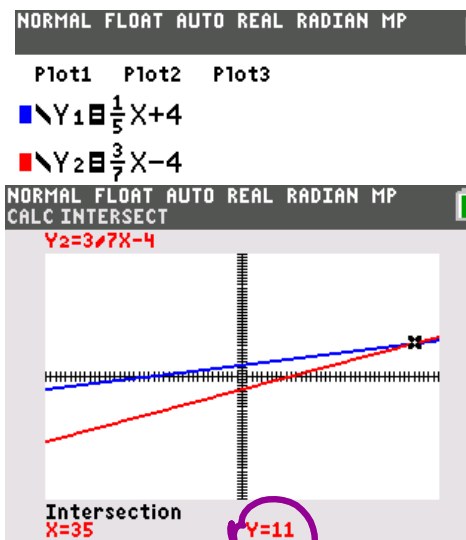 NORMAL FLOAT AUTO REAL RADIAN MP
Plot1 Plot2 Plot3
\Y₁=1/5X+4
\Y₂=3/7X-4
NORMAL FLOAT AUTO REAL RADIAN MP
CALC INTERSECT
Y2=3/7X-4
Intersection
X=35 Y=11